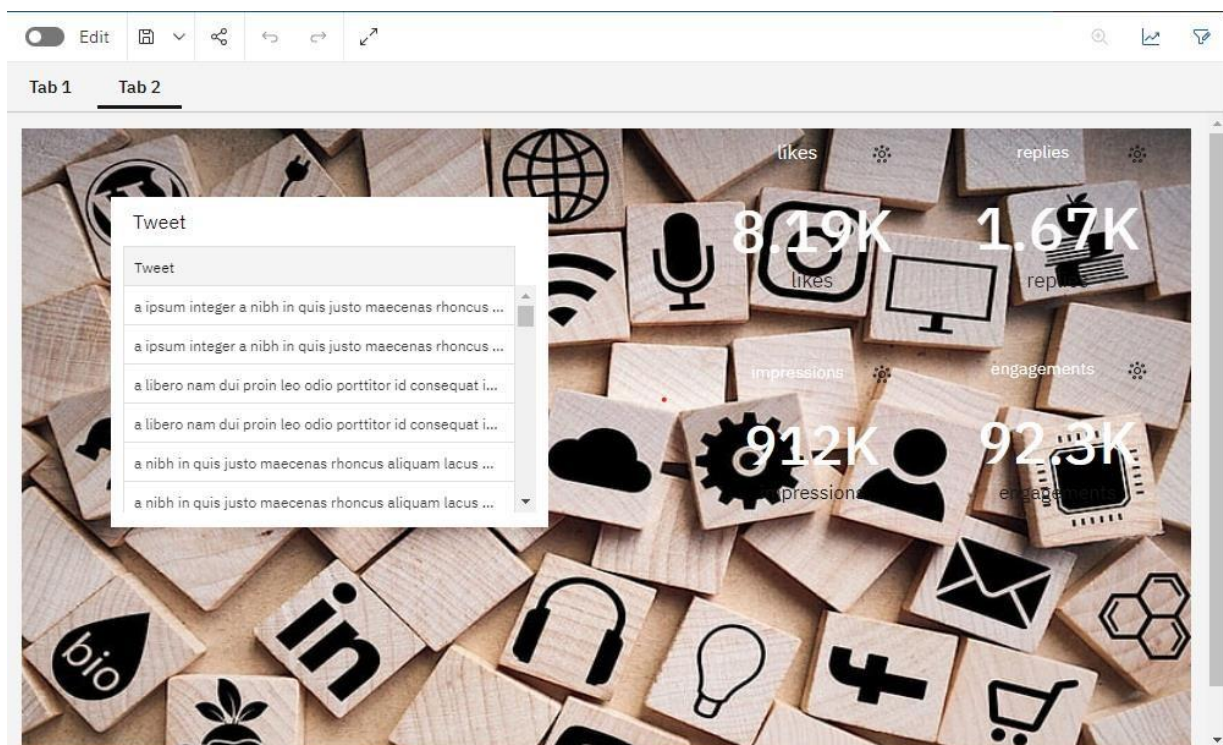 Edit
Tab 1 Tab 2
Tweet
Tweet
a ipsum integer a nibh in quis justo maecenas rhoncus ...
a ipsum integer a nibh in quis justo maecenas rhoncus ...
a libero nam dui proin leo odio porttitor id consequat i...
a libero nam dui proin leo odio porttitor id consequat i...
a nibh in quis justo maecenas rhoncus aliquam lacus ...
a nibh in quis justo maecenas rhoncus aliquam lacus ...
likes
8.19K
likes
replies
1.67K
replies
impressions
912K
impressions
engagements
92.3K
engagements
bio
in
f